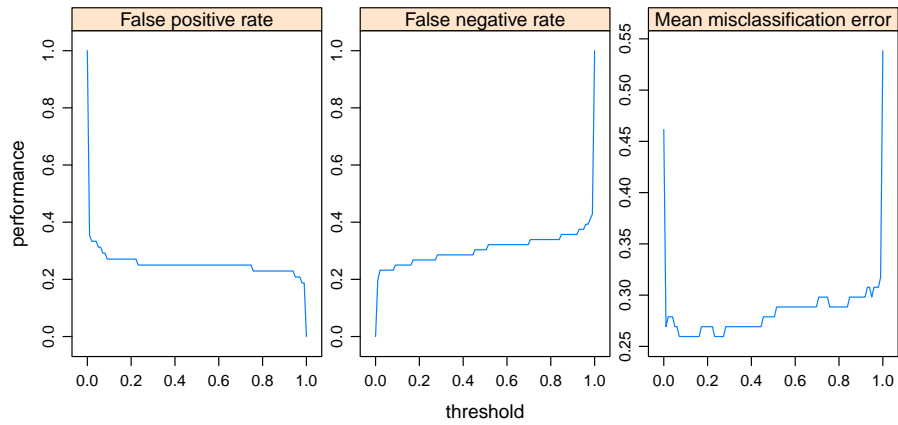 False positive rate
False negative rate
Mean misclassification error
performance
0.0
0.2
0.4
0.6
0.8
1.0
0.0
0.2
0.4
0.6
0.8
1.0
0.25
0.30
0.35
0.40
0.45
0.50
0.55
0.0 0.2 0.4 0.6 0.8 1.0
0.0 0.2 0.4 0.6 0.8 1.0
0.0 0.2 0.4 0.6 0.8 1.0
threshold